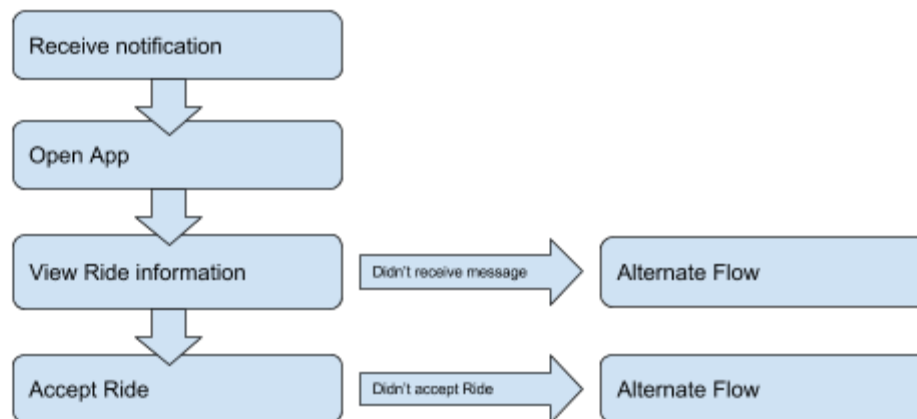 Receive notification
Open App
View Ride information
Didn't receive message
Alternate Flow
Accept Ride
Didn't accept Ride
Alternate Flow